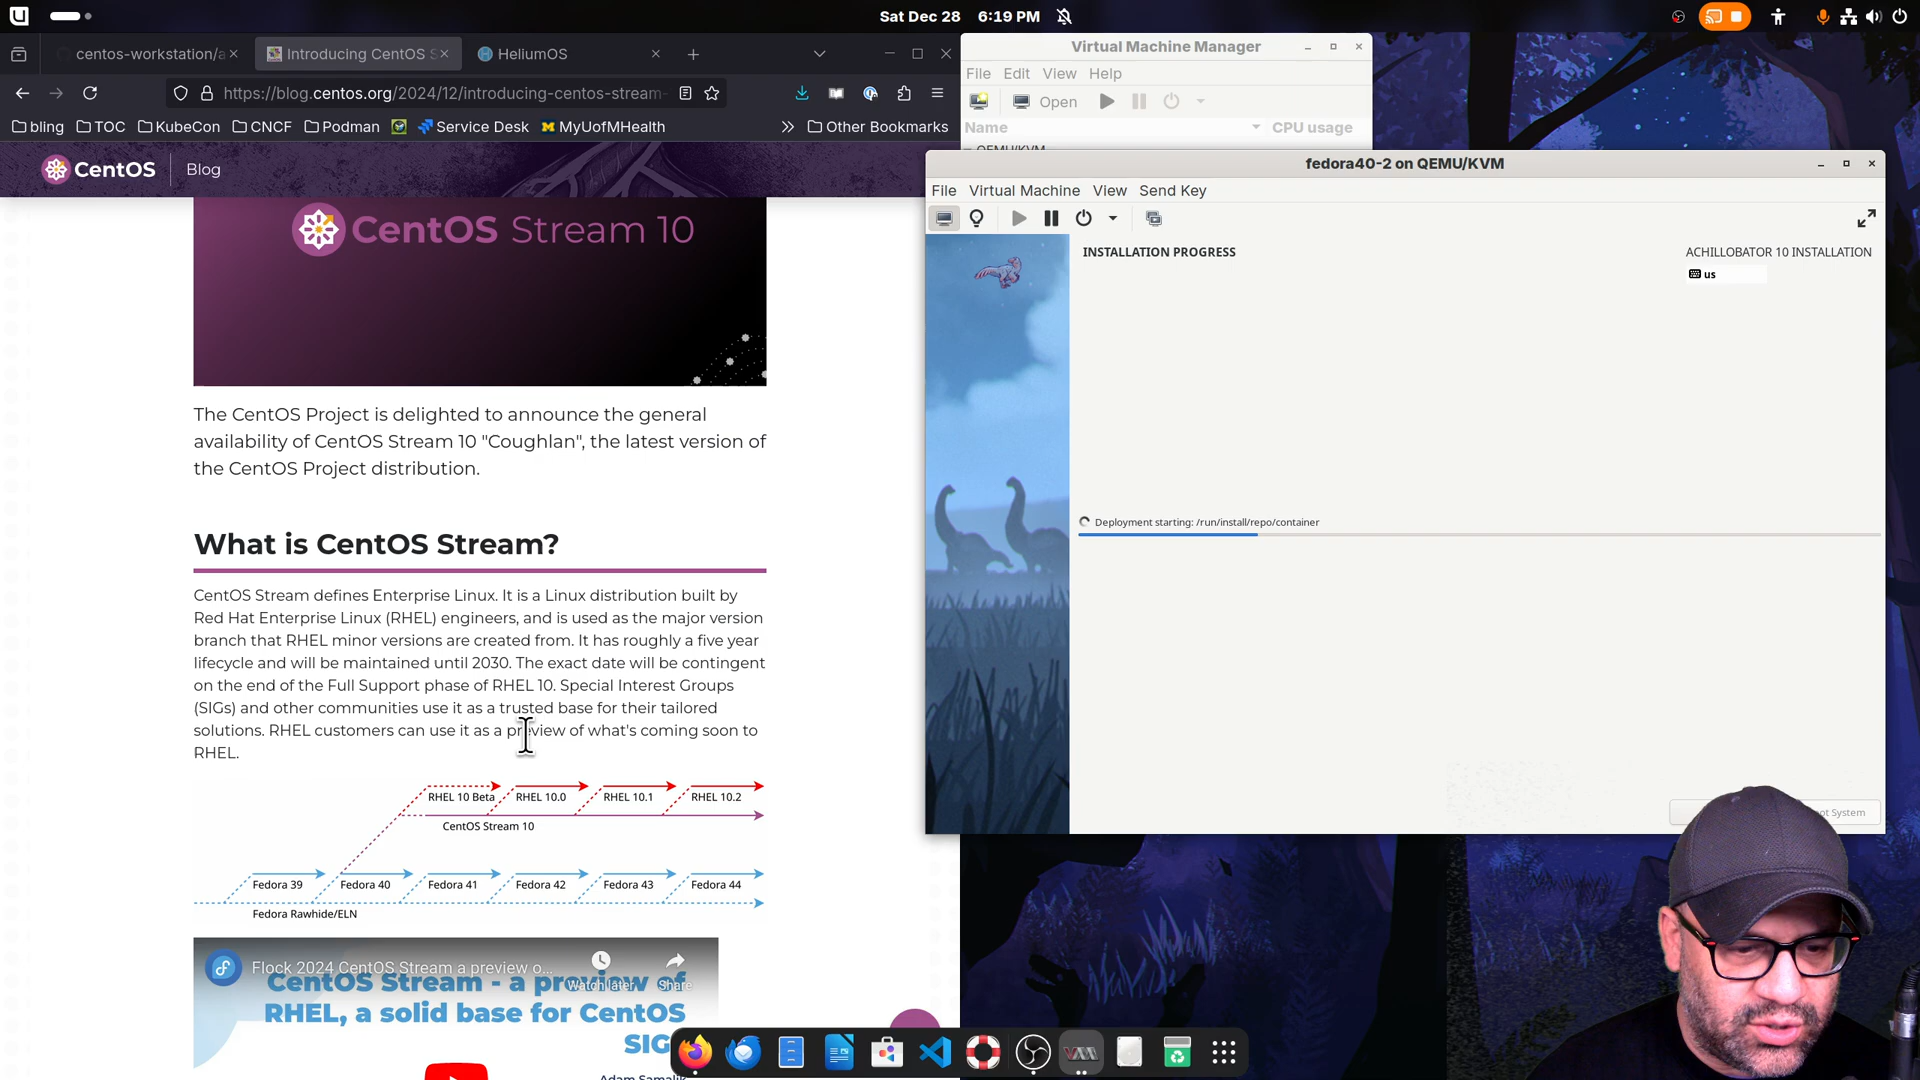 Sat Dec 28 6:19 PM
centos-workstation/a
Introducing CentOS S
HeliumOS
https://blog.centos.org/2024/12/introducing-centos-stream-
bling
TOC
KubeCon
CNCF
Podman
Service Desk
MyUofMHealth
Other Bookmarks
CentOS
Blog
CentOS Stream 10
The CentOS Project is delighted to announce the general
availability of CentOS Stream 10 "Coughlan", the latest version of
the CentOS Project distribution.
What is CentOS Stream?
CentOS Stream defines Enterprise Linux. It is a Linux distribution built by
Red Hat Enterprise Linux (RHEL) engineers, and is used as the major version
branch that RHEL minor versions are created from. It has roughly a five year
lifecycle and will be maintained until 2030. The exact date will be contingent
on the end of the Full Support phase of RHEL 10. Special Interest Groups
(SIGs) and other communities use it as a trusted base for their tailored
solutions. RHEL customers can use it as a preview of what's coming soon to
RHEL.
RHEL 10 Beta
RHEL 10.0
RHEL 10.1
RHEL 10.2
CentOS Stream 10
Fedora 39
Fedora 40
Fedora 41
Fedora 42
Fedora 43
Fedora 44
Fedora Rawhide/ELN
Flock 2024 CentOS Stream a preview o...
Watch later
Share
CentOS Stream - a preview of
RHEL, a solid base for CentOS
SIG
Virtual Machine Manager
File Edit View Help
Open
Name
CPU usage
QEMU/KVM
fedora40-2 on QEMU/KVM
File Virtual Machine View Send Key
INSTALLATION PROGRESS
ACHILLOBATOR 10 INSTALLATION
us
Deployment starting: /run/install/repo/container
System